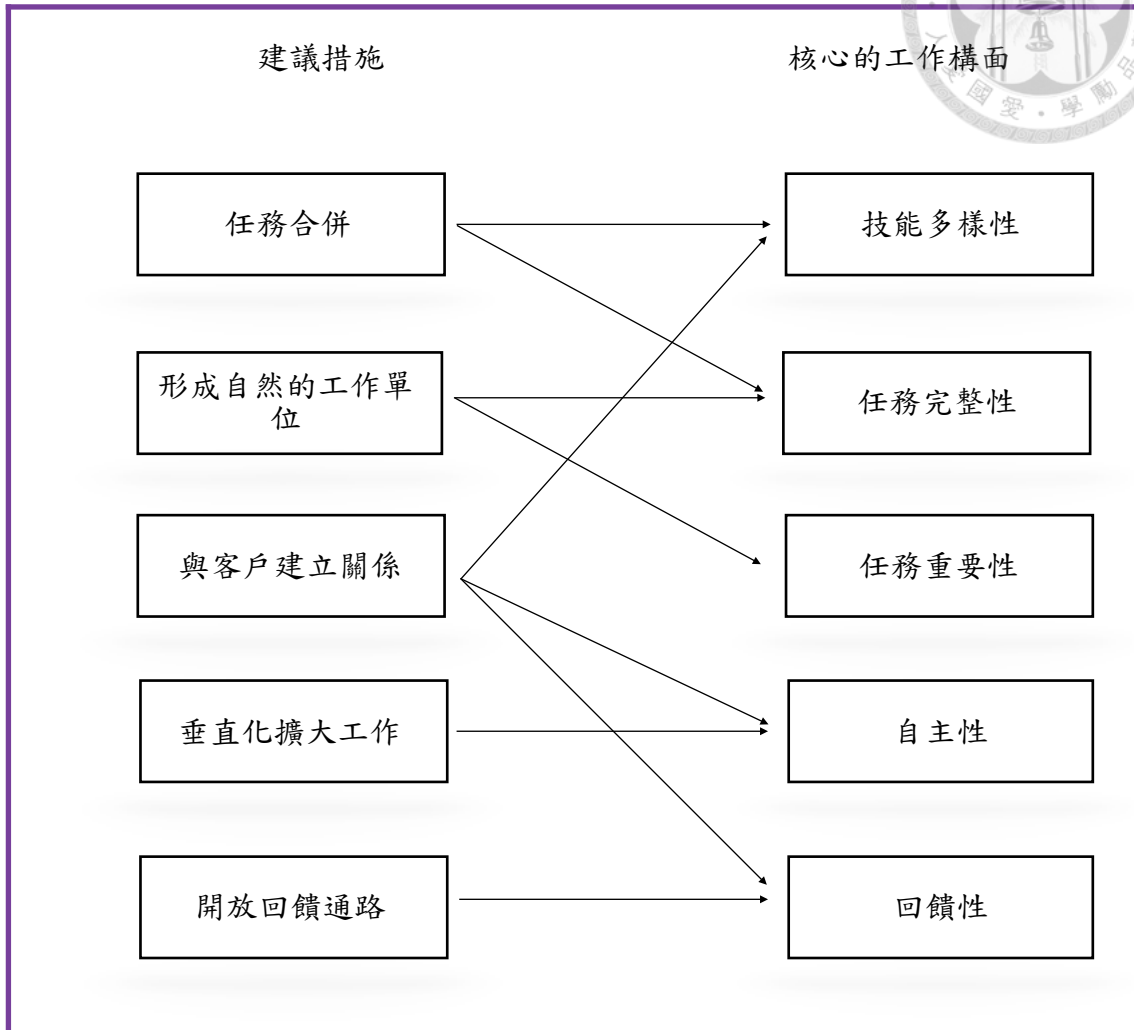 建議措施
核心的工作構面
任務合併
技能多樣性
形成自然的工作單
位
任務完整性
與客戶建立關係
任務重要性
垂直化擴大工作
自主性
開放回饋通路
回饋性